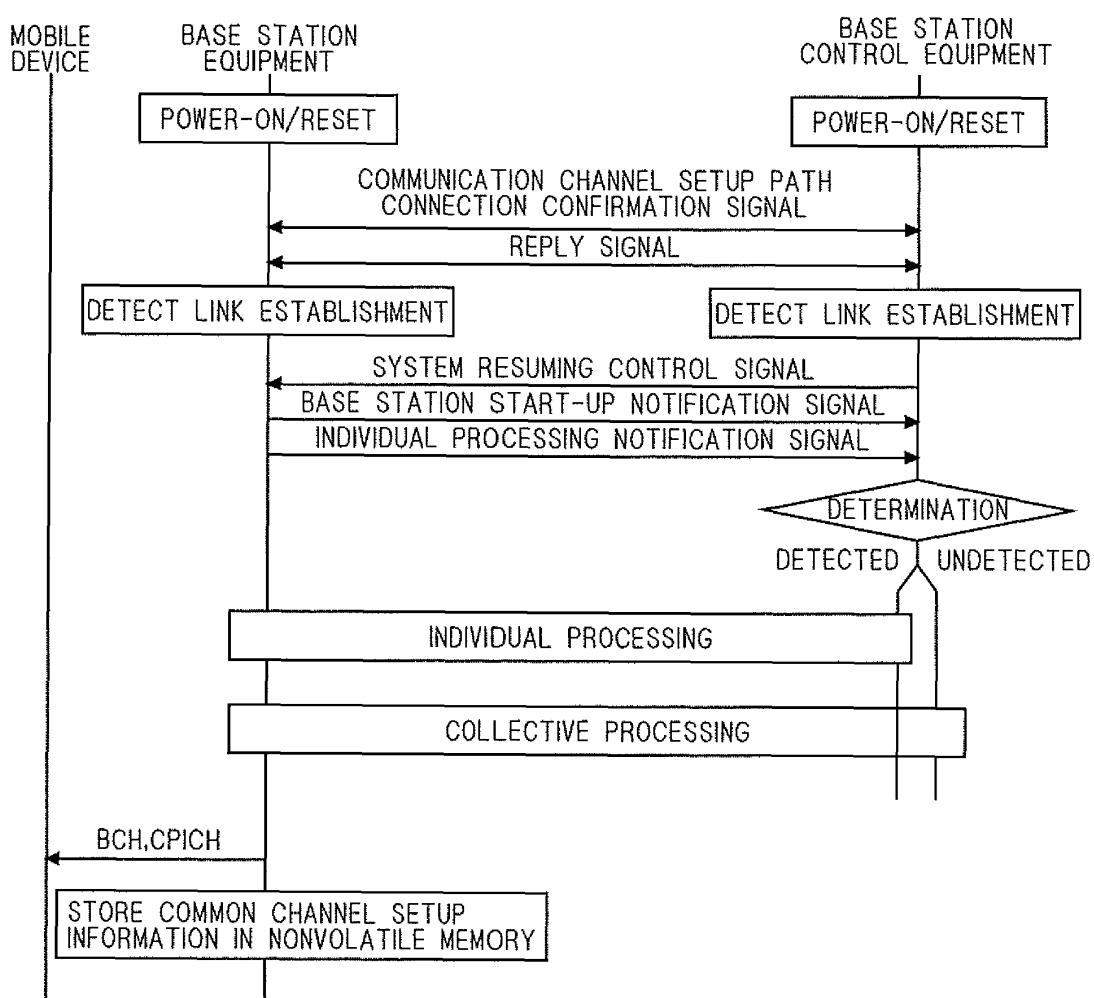 MOBILE
DEVICE
BASE STATION
EQUIPMENT
BASE STATION
CONTROL EQUIPMENT
POWER-ON/RESET
POWER-ON/RESET
COMMUNICATION CHANNEL SETUP PATH
CONNECTION CONFIRMATION SIGNAL
REPLY SIGNAL
DETECT LINK ESTABLISHMENT
DETECT LINK ESTABLISHMENT
SYSTEM RESUMING CONTROL SIGNAL
BASE STATION START-UP NOTIFICATION SIGNAL
INDIVIDUAL PROCESSING NOTIFICATION SIGNAL
DETERMINATION
DETECTED
UNDETECTED
INDIVIDUAL PROCESSING
COLLECTIVE PROCESSING
BCH,CPICH
STORE COMMON CHANNEL SETUP
INFORMATION IN NONVOLATILE MEMORY